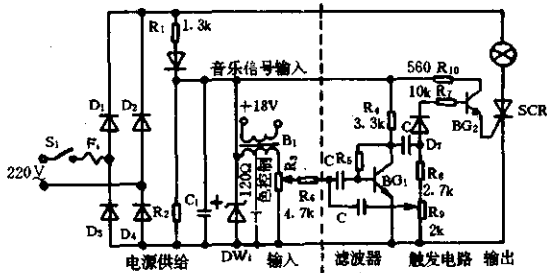 R₁ 1.3k
音乐信号输入
560 R₁₀
10k R₇
SCR
D₁
D₂
+18V
R₄
3.3k
C
BG₂
S₁
B₁
D₇
120Ω
色控制
R₃
C
R₅
R₈
220V
BG₁
2.7k
R₂
C₁
R₆
4.7k
C
R₉
2k
D₃
D₄
DW₁
电源供给
输入
滤波器
触发电路
输出